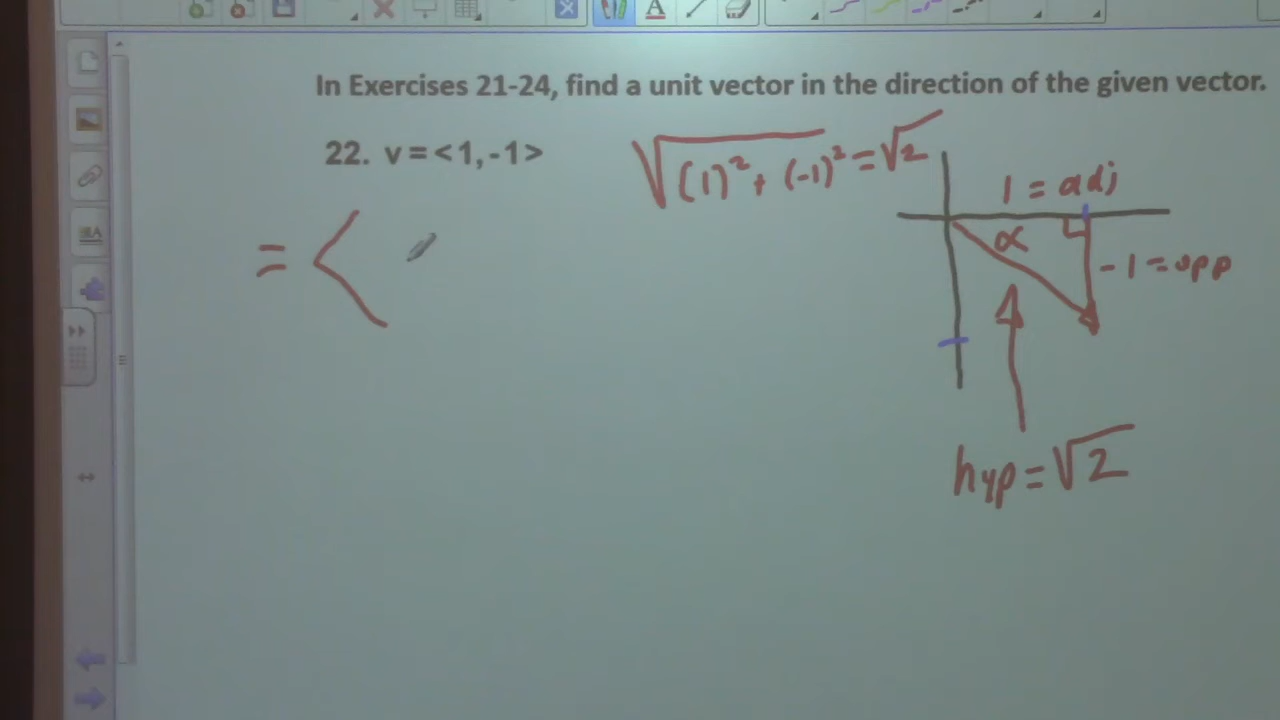 In Exercises 21-24, find a unit vector in the direction of the given vector.
22. v = <1, -1>
√(1)² + (-1)² = √2
1 = adj
α
-1 = opp
= <
hyp = √2